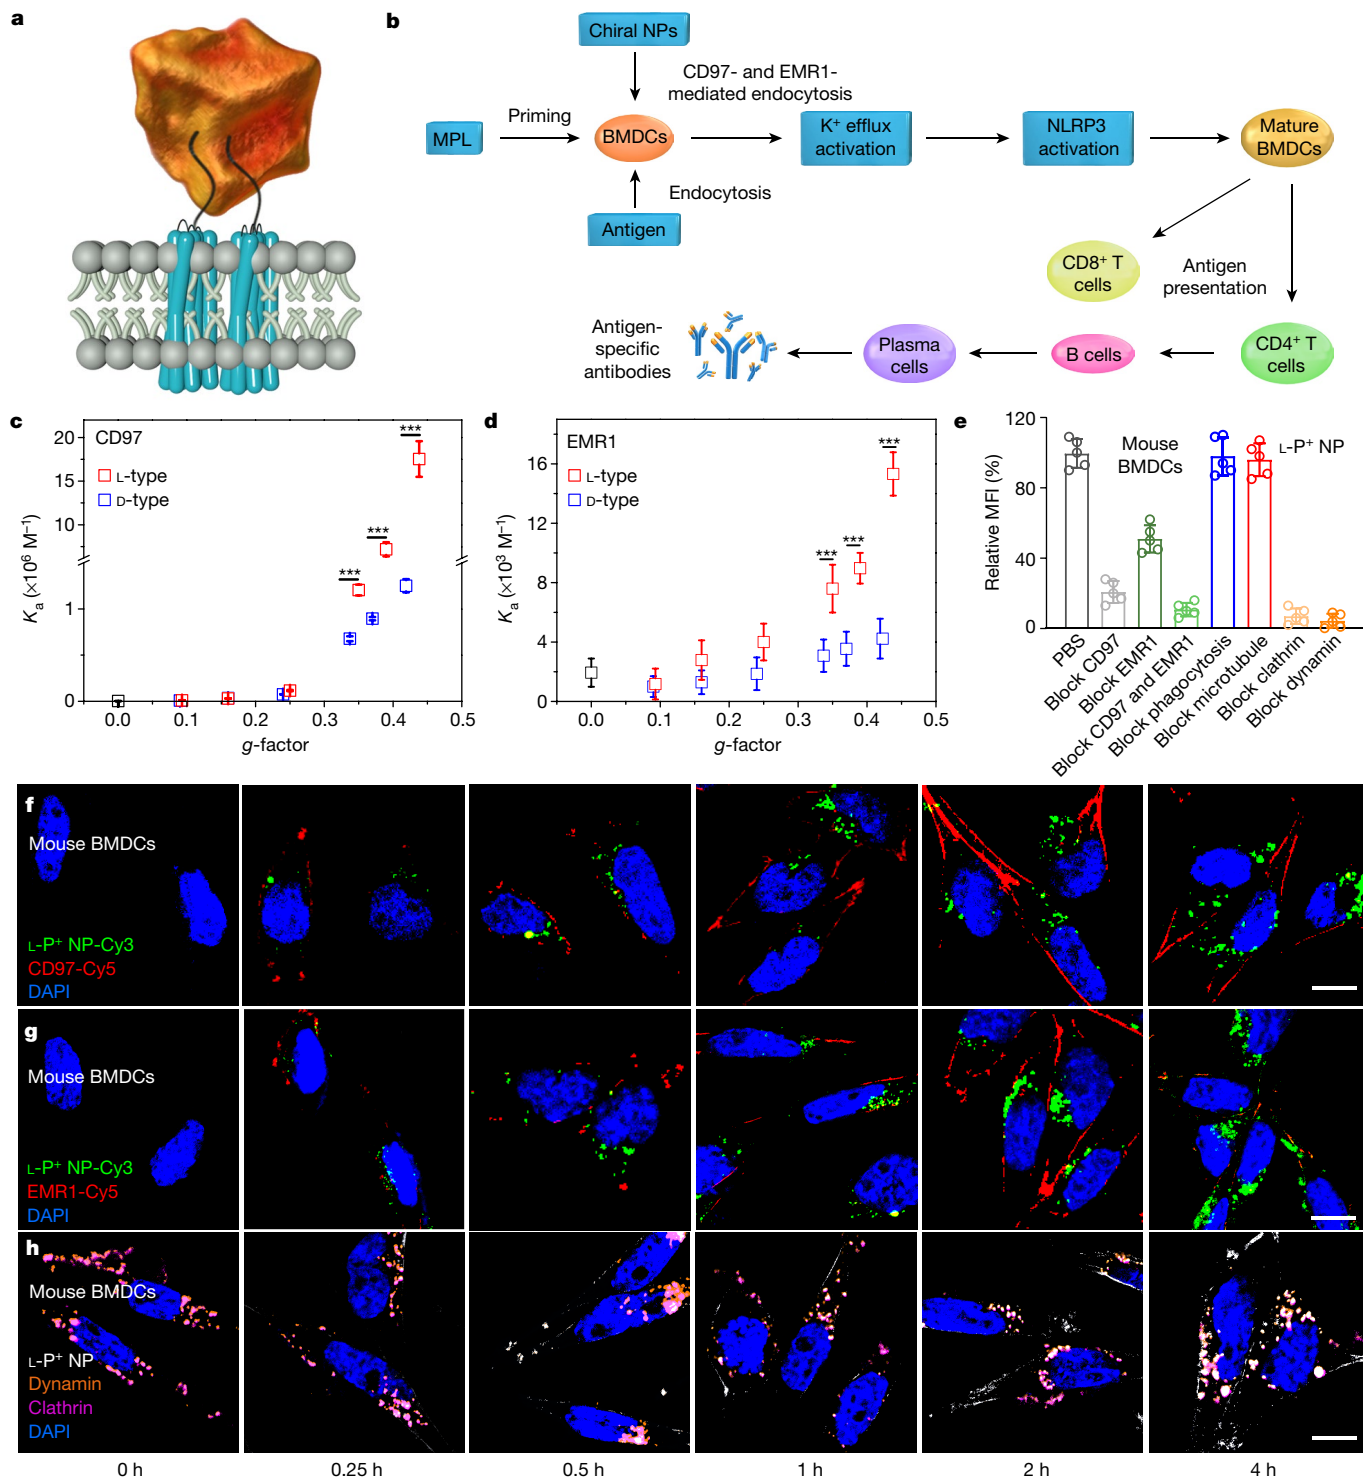 a
b
Chiral NPs
CD97- and EMR1-
mediated endocytosis
MPL
Priming
BMDCs
K⁺ efflux
activation
NLRP3
activation
Mature
BMDCs
Endocytosis
Antigen
CD8⁺ T
cells
Antigen
presentation
Antigen-
specific
antibodies
Plasma
cells
B cells
CD4⁺ T
cells
c
CD97
L-type
D-type
***
***
***
20
15
10
1
0
Kₐ (×10⁶ M⁻¹)
0.0 0.1 0.2 0.3 0.4 0.5
g-factor
d
EMR1
L-type
D-type
***
***
***
16
12
8
4
0
Kₐ (×10³ M⁻¹)
0.0 0.1 0.2 0.3 0.4 0.5
g-factor
e
Mouse
BMDCs
L-P⁺ NP
120
80
40
0
Relative MFI (%)
PBS
Block CD97
Block EMR1
Block CD97 and EMR1
Block phagocytosis
Block microtubule
Block clathrin
Block dynamin
f
Mouse BMDCs
L-P⁺ NP-Cy3
CD97-Cy5
DAPI
g
Mouse BMDCs
L-P⁺ NP-Cy3
EMR1-Cy5
DAPI
h
Mouse BMDCs
L-P⁺ NP
Dynamin
Clathrin
DAPI
0 h 0.25 h 0.5 h 1 h 2 h 4 h